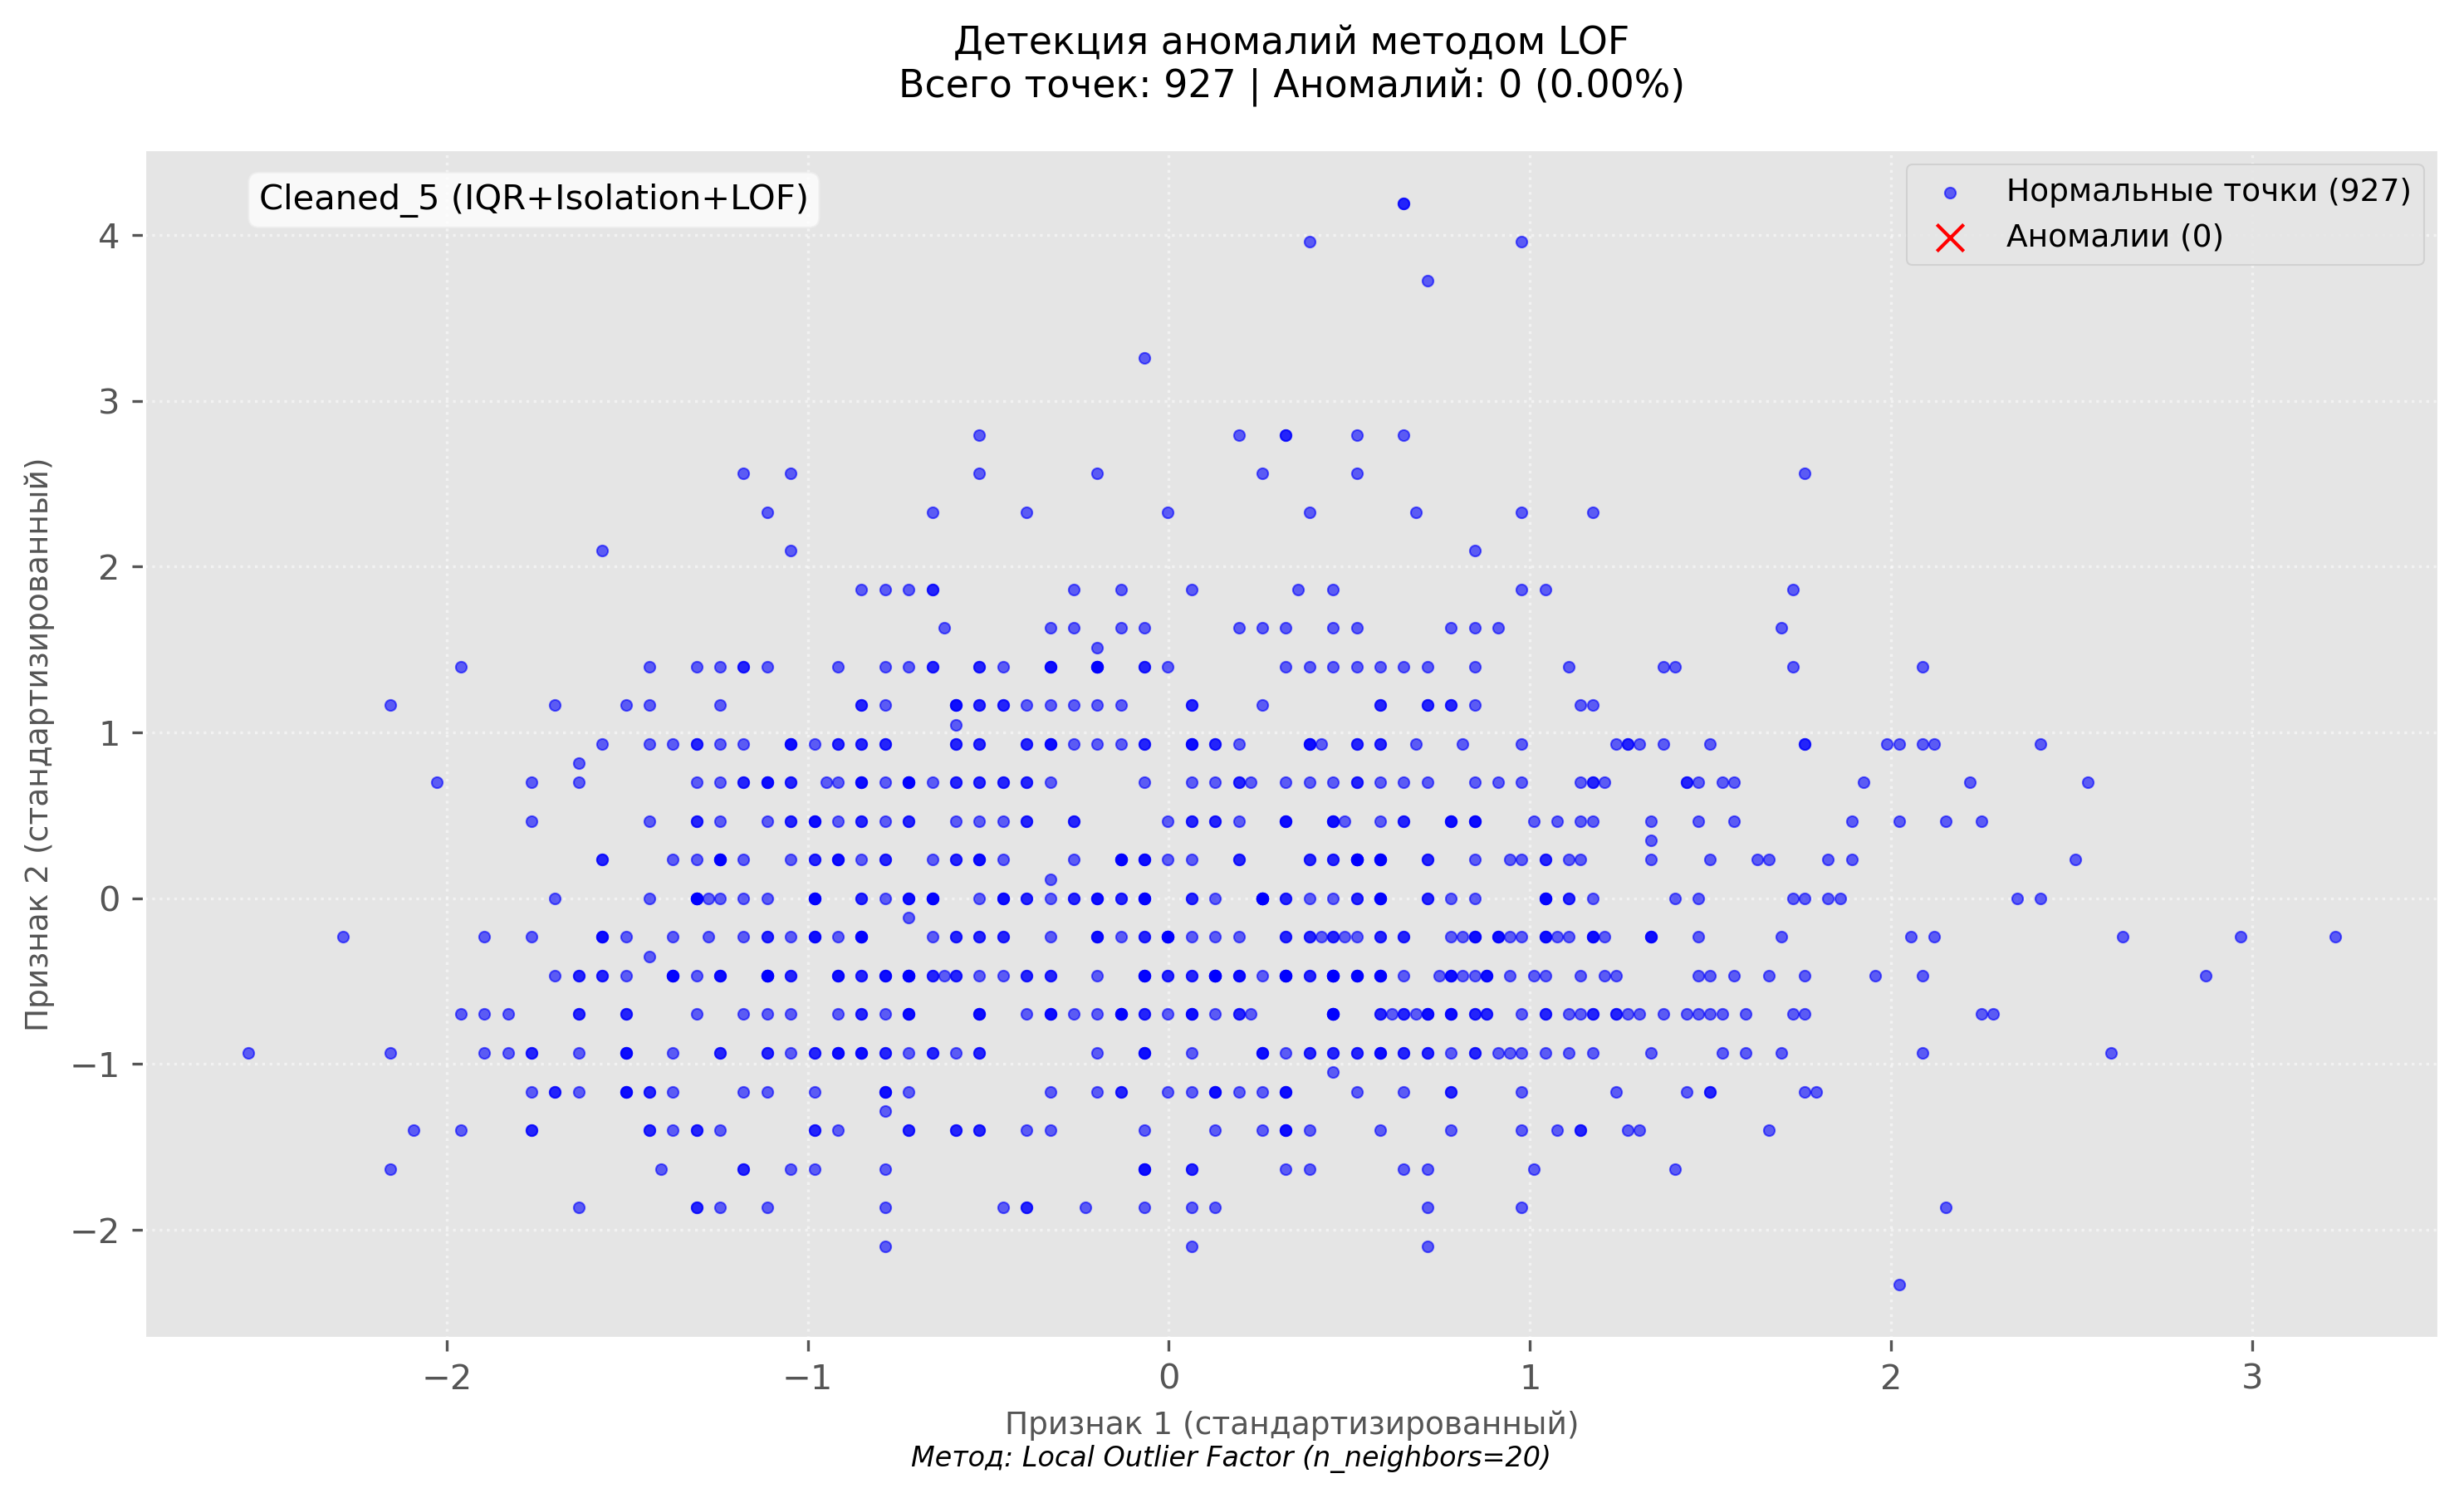 Детекция аномалий методом LOF
Всего точек: 927 | Аномалий: 0 (0.00%)
Cleaned_5 (IQR+Isolation+LOF)
Нормальные точки (927)
Аномалии (0)
Признак 2 (стандартизированный)
4
3
2
1
0
−1
−2
−2
−1
0
1
2
3
Признак 1 (стандартизированный)
Метод: Local Outlier Factor (n_neighbors=20)